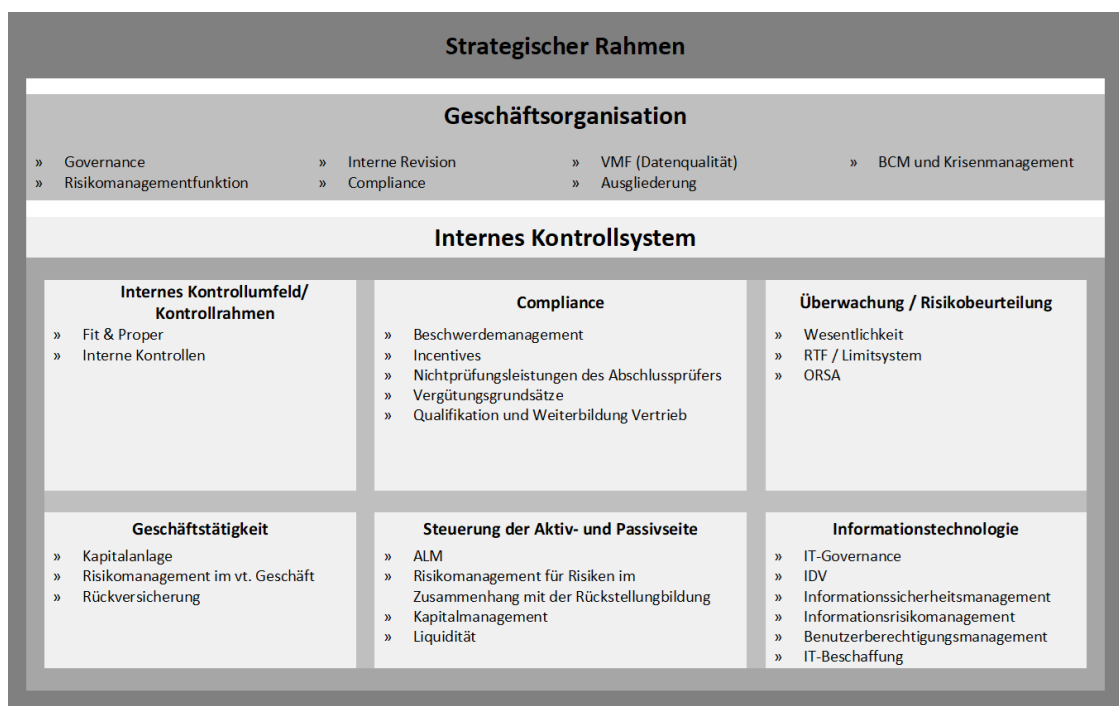 Strategischer Rahmen
Geschäftsorganisation
» Governance
» Risikomanagementfunktion
» Interne Revision
» Compliance
» VMF (Datenqualität)
» Ausgliederung
» BCM und Krisenmanagement
Internes Kontrollsystem
Internes Kontrollumfeld/
Kontrollrahmen
» Fit & Proper
» Interne Kontrollen
Compliance
» Beschwerdemanagement
» Incentives
» Nichtprüfungsleistungen des Abschlussprüfers
» Vergütungsgrundsätze
» Qualifikation und Weiterbildung Vertrieb
Überwachung / Risikobeurteilung
» Wesentlichkeit
» RTF / Limitsystem
» ORSA
Geschäftstätigkeit
» Kapitalanlage
» Risikomanagement im vt. Geschäft
» Rückversicherung
Steuerung der Aktiv- und Passivseite
» ALM
» Risikomanagement für Risiken im
Zusammenhang mit der Rückstellungbildung
» Kapitalmanagement
» Liquidität
Informationstechnologie
» IT-Governance
» IDV
» Informationssicherheitsmanagement
» Informationsrisikomanagement
» Benutzerberechtigungsmanagement
» IT-Beschaffung